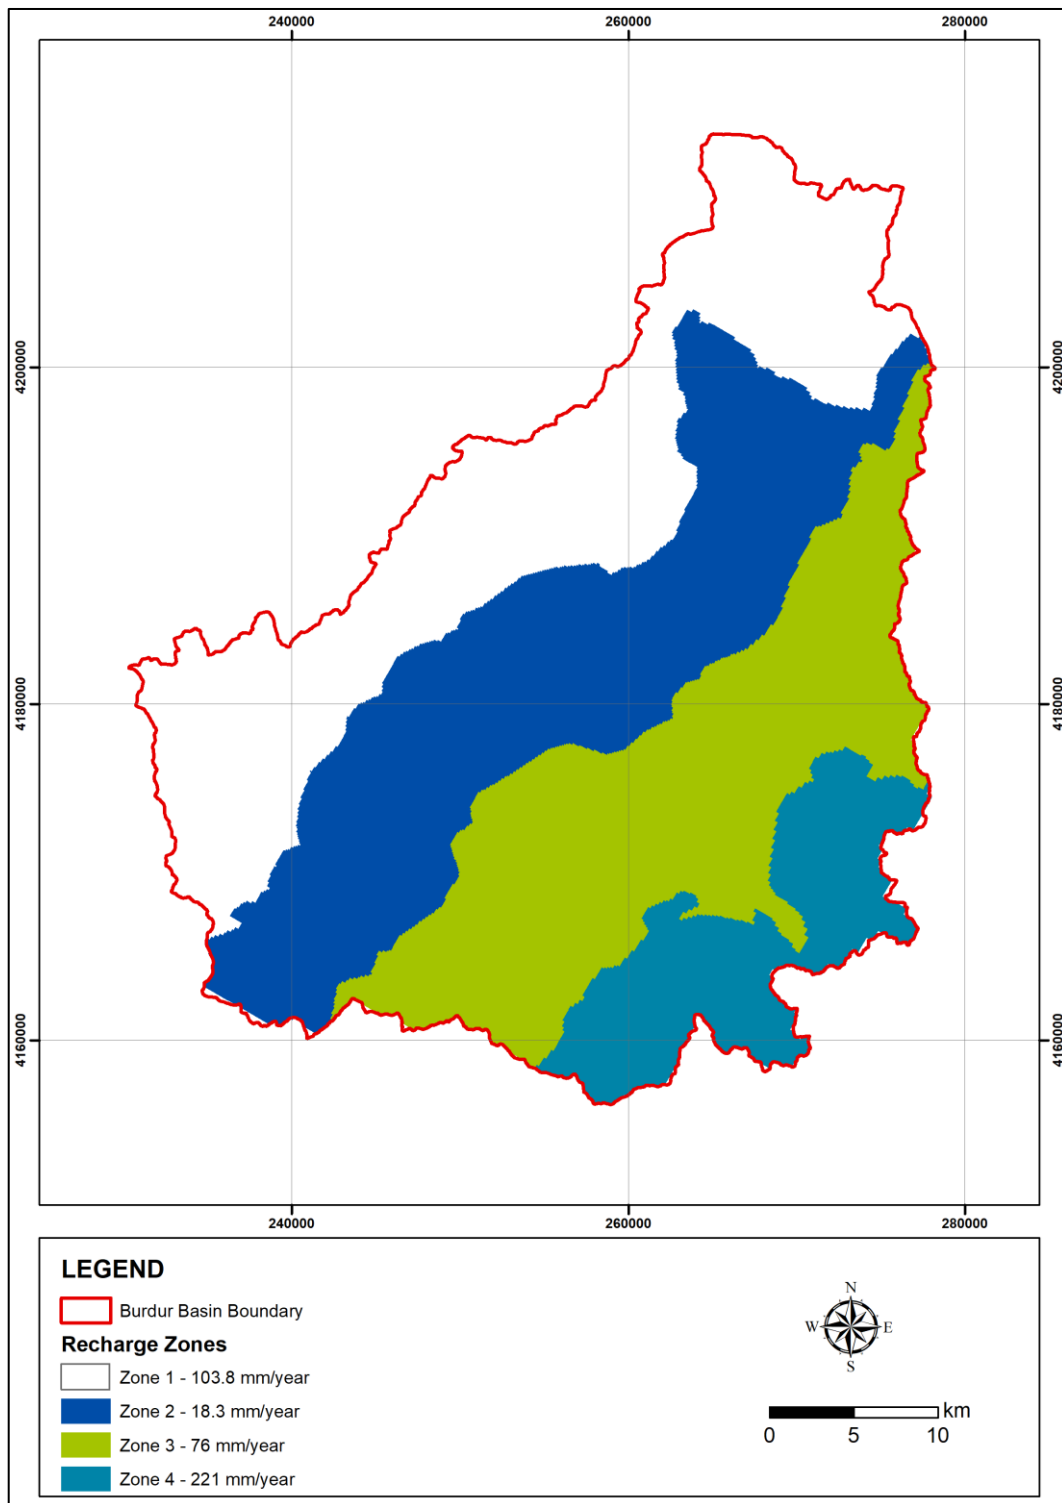 240000 260000 280000
4200000 4200000
4180000 4180000
4160000 4160000
240000 260000 280000
LEGEND
Burdur Basin Boundary
Recharge Zones
Zone 1 - 103.8 mm/year
Zone 2 - 18.3 mm/year
Zone 3 - 76 mm/year
Zone 4 - 221 mm/year
N
W E
S
km
0 5 10